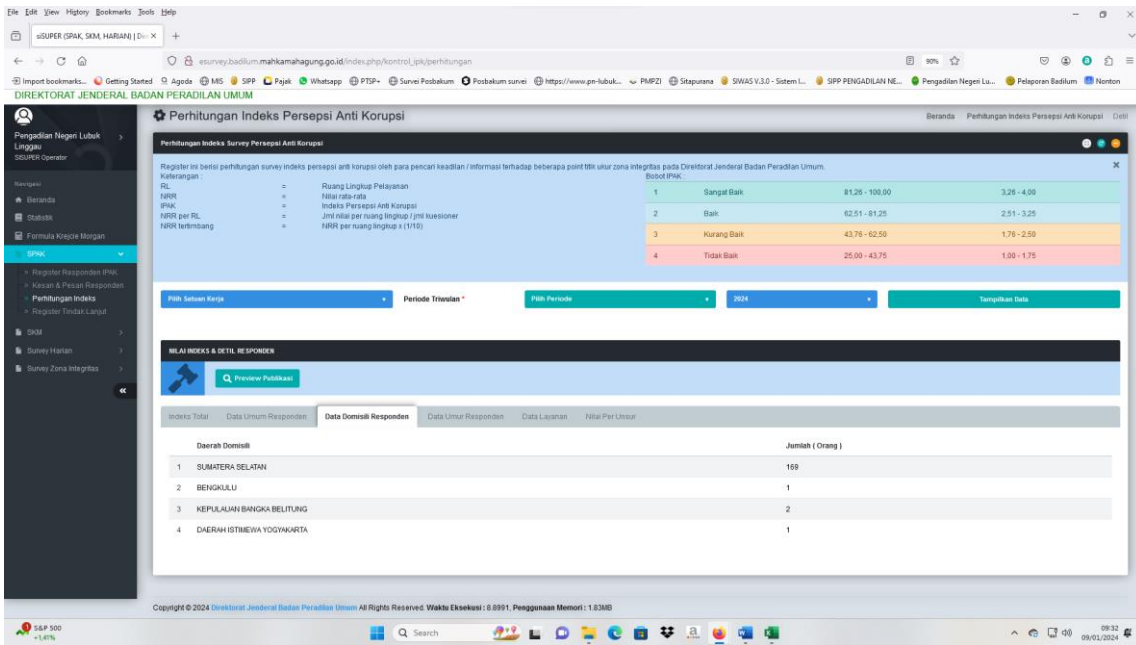 File Edit View History Bookmarks Tools Help
siSUPER (SPAK, SKM, HARIAN) | De
esurvey.badilum.mahkamahagung.go.id/index.php/kontrol_ipk/perhitungan
90%
Import bookmarks... Getting Started Agoda MIS SIPP Pajak Whatsapp PTSP+ Survei Posbakum Posbakum survei https://www.pn-lubuk... PMPZI Sitapurana SIWAS V.3.0 - Sistem I... SIPP PENGADILAN NE... Pengadilan Negeri Lu... Pelaporan Badilum Nonton
DIREKTORAT JENDERAL BADAN PERADILAN UMUM
Pengadilan Negeri Lubuk Linggau
SISUPER Operator
Navigasi
Beranda
Statistik
Formula Krejcie Morgan
SPAK
Register Responden IPAK
Kesan & Pesan Responden
Perhitungan Indeks
Register Tindak Lanjut
SKM
Survey Harian
Survey Zona Integritas
Perhitungan Indeks Persepsi Anti Korupsi
Beranda Perhitungan Indeks Persepsi Anti Korupsi Detil
Perhitungan Indeks Survey Persepsi Anti Korupsi
Register ini berisi perhitungan survey indeks persepsi anti korupsi oleh para pencari keadilan / informasi terhadap beberapa point titik ukur zona integritas pada Direktorat Jenderal Badan Peradilan Umum.
Keterangan :
RL = Ruang Lingkup Pelayanan
NRR = Nilai rata-rata
IPAK = Indeks Persepsi Anti Korupsi
NRR per RL = Jml nilai per ruang lingkup / jml kuesioner
NRR tertimbang = NRR per ruang lingkup x (1/10)
Bobot IPAK :
1 Sangat Baik 81,26 - 100,00 3,26 - 4,00
2 Baik 62,51 - 81,25 2,51 - 3,25
3 Kurang Baik 43,76 - 62,50 1,76 - 2,50
4 Tidak Baik 25,00 - 43,75 1,00 - 1,75
Pilih Satuan Kerja Periode Triwulan * Pilih Periode 2024 Tampilkan Data
NILAI INDEKS & DETIL RESPONDEN
Preview Publikasi
Indeks Total Data Umum Responden Data Domisili Responden Data Umur Responden Data Layanan Nilai Per Unsur
Daerah Domisili Jumlah ( Orang )
1 SUMATERA SELATAN 169
2 BENGKULU 1
3 KEPULAUAN BANGKA BELITUNG 2
4 DAERAH ISTIMEWA YOGYAKARTA 1
Copyright © 2024 Direktorat Jenderal Badan Peradilan Umum All Rights Reserved. Waktu Eksekusi : 8.8991, Penggunaan Memori : 1.83MB
S&P 500
+1,41%
Search
09:32
09/01/2024